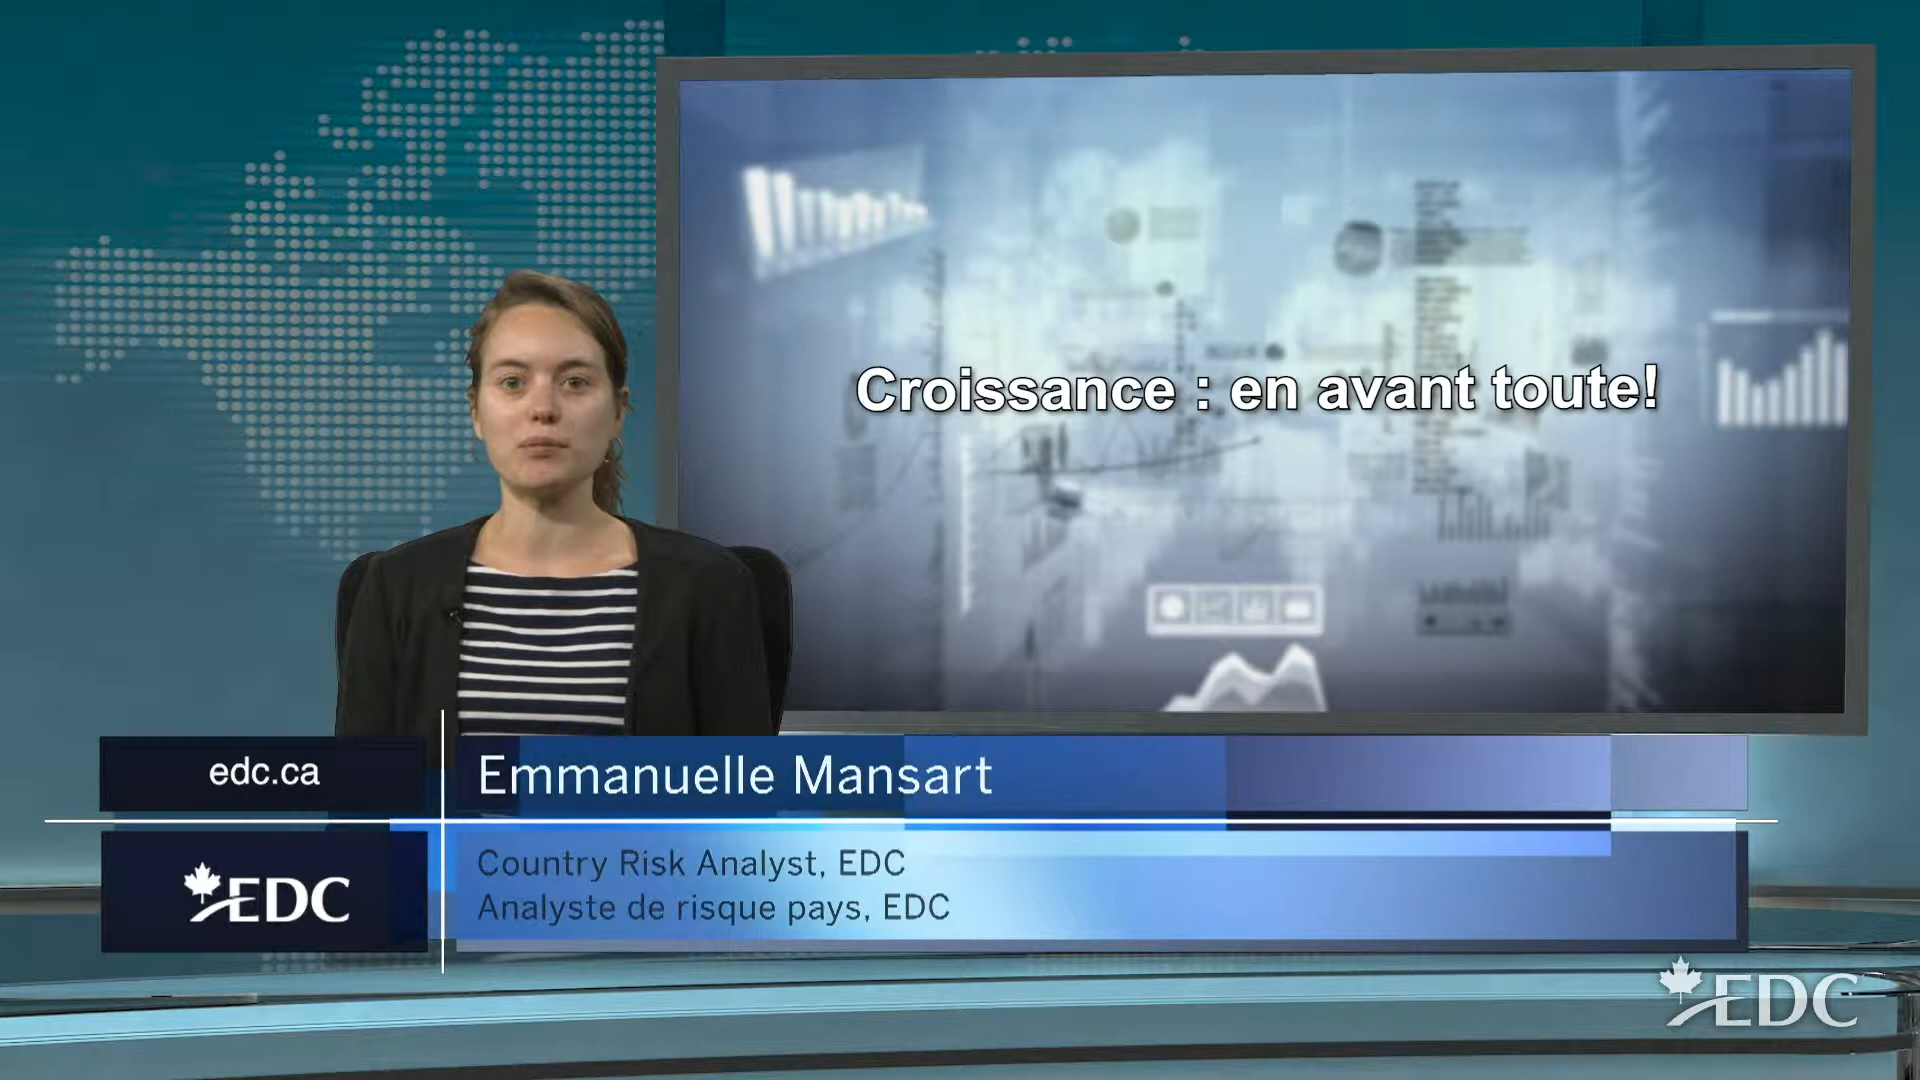 Croissance : en avant toute!
edc.ca
Emmanuelle Mansart
EDC
Country Risk Analyst, EDC
Analyste de risque pays, EDC
EDC